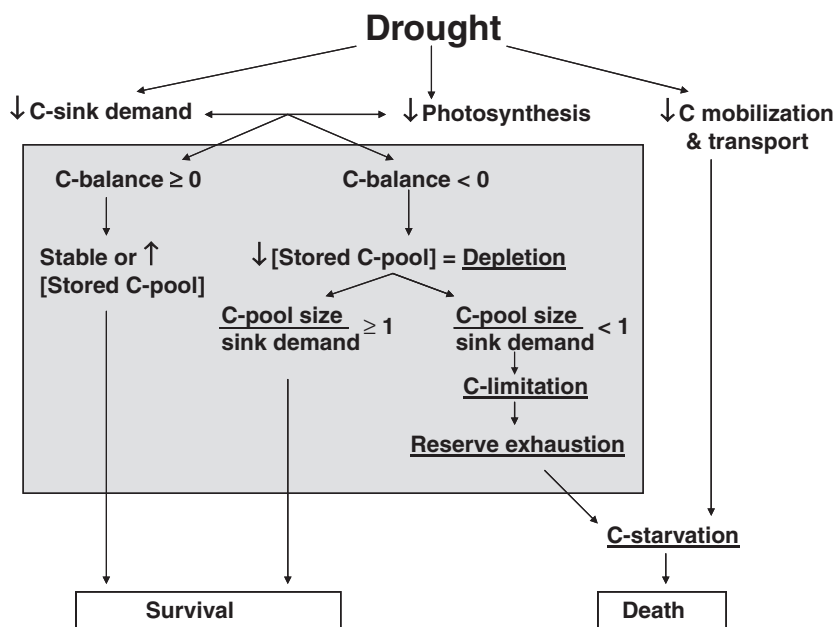 Drought
↓ C-sink demand
↓ Photosynthesis
↓ C mobilization
& transport
C-balance ≥ 0
C-balance < 0
Stable or ↑
[Stored C-pool]
↓ [Stored C-pool] = Depletion
C-pool size
sink demand ≥ 1
C-pool size
sink demand < 1
C-limitation
Reserve exhaustion
C-starvation
Survival
Death